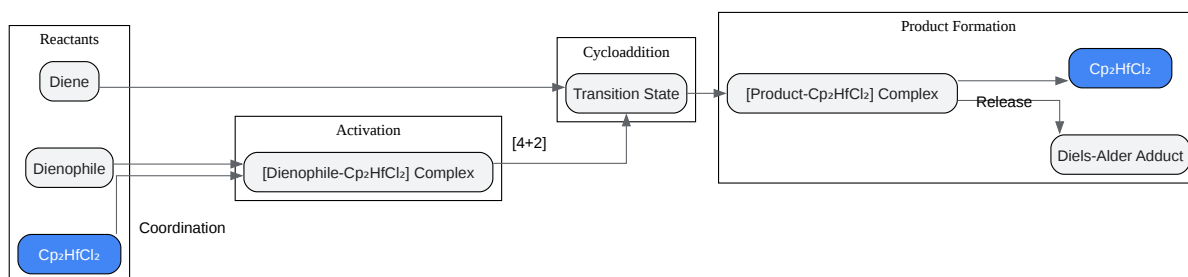 Reactants
Diene
Dienophile
Cp₂HfCl₂
Coordination
Activation
[Dienophile-Cp₂HfCl₂] Complex
[4+2]
Cycloaddition
Transition State
Product Formation
[Product-Cp₂HfCl₂] Complex
Release
Cp₂HfCl₂
Diels-Alder Adduct